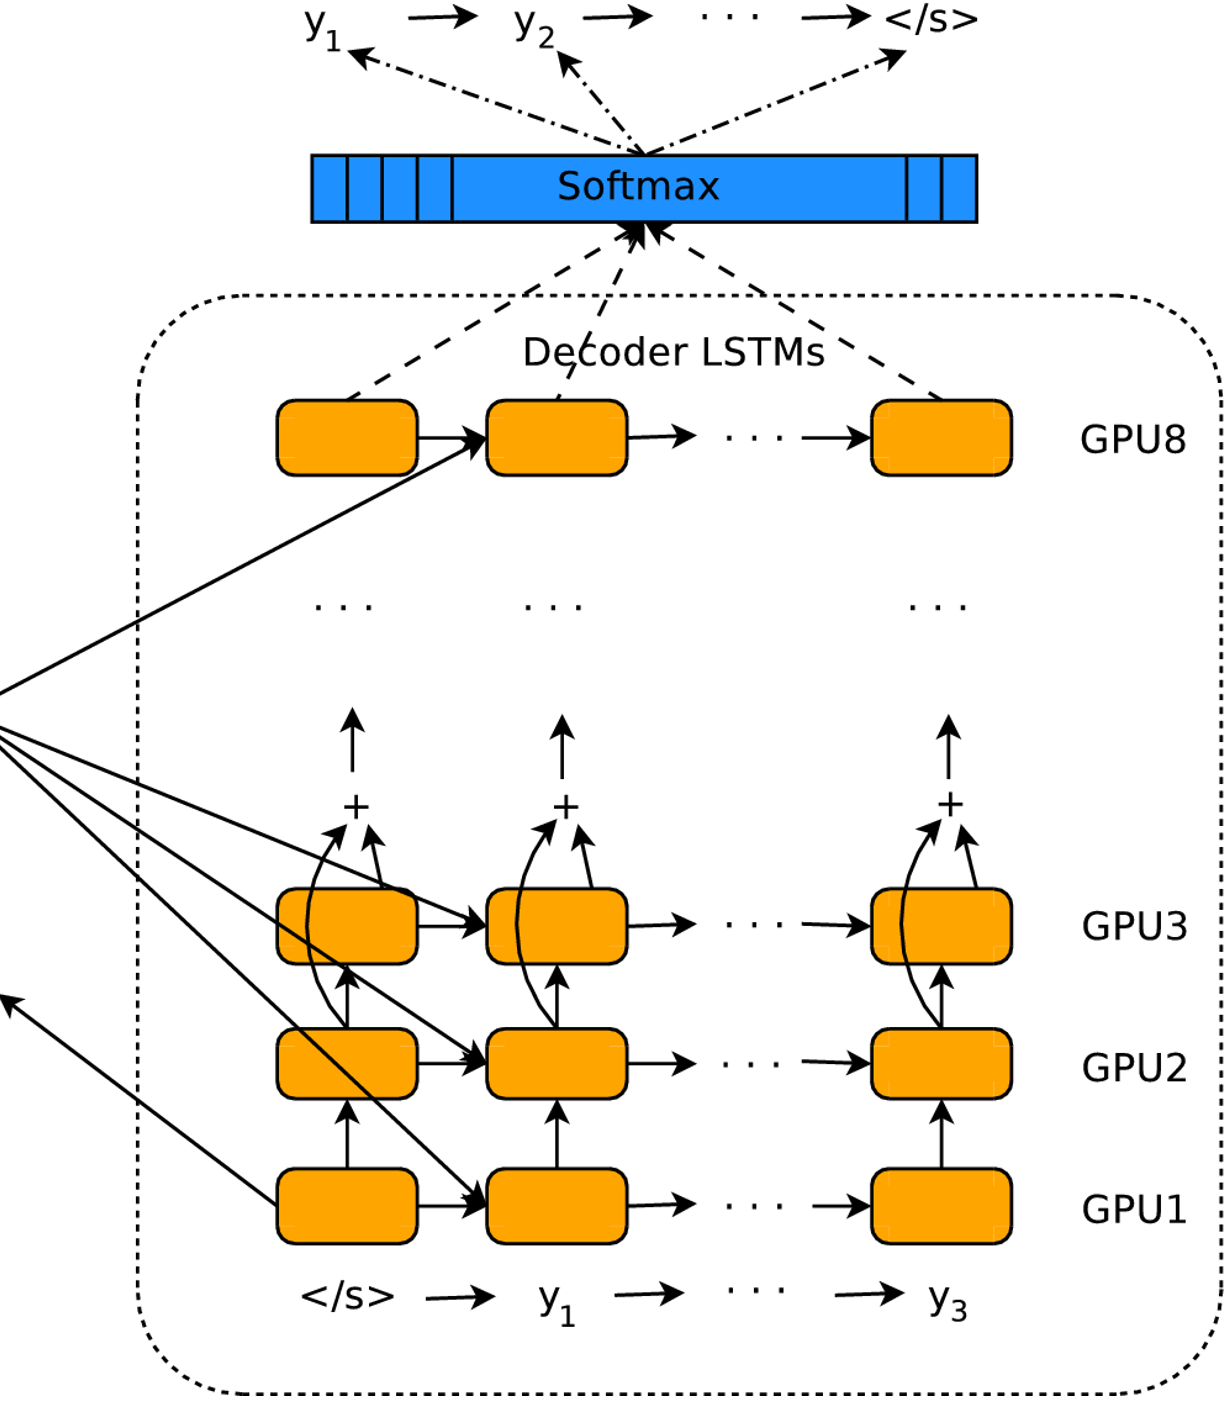 y1 → y2 → ··· → </s>
Softmax
Decoder LSTMs
··· GPU8
··· ··· ···
+ + +
··· GPU3
··· GPU2
··· GPU1
</s> → y1 → ··· → y3